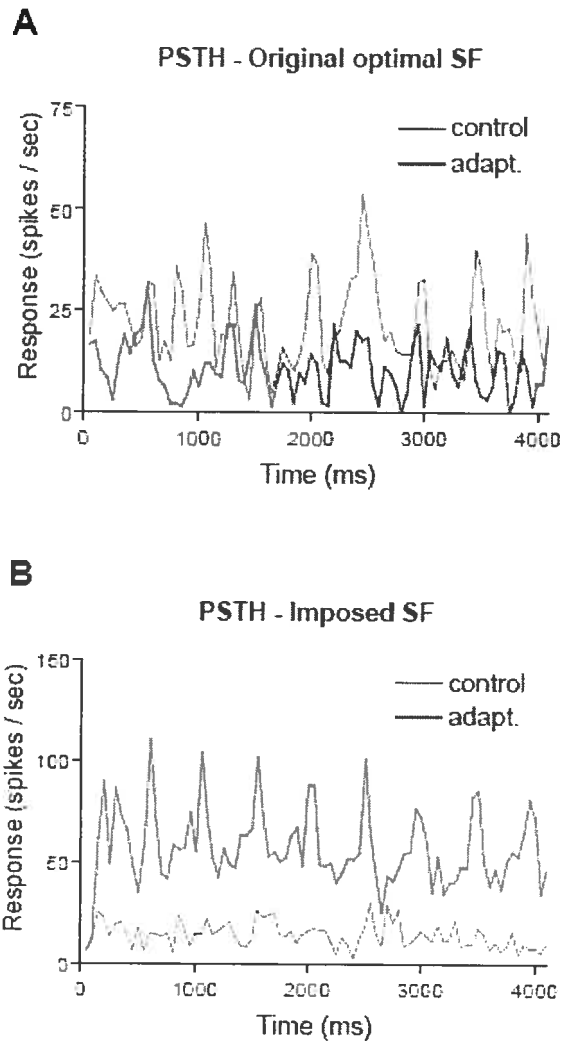 A
PSTH - Original optimal SF
75
50
25
0
Response (spikes / sec)
control
adapt.
0
1000
2000
3000
4000
Time (ms)
B
PSTH - Imposed SF
150
100
50
0
Response (spikes / sec)
control
adapt.
0
1000
2000
3000
4000
Time (ms)